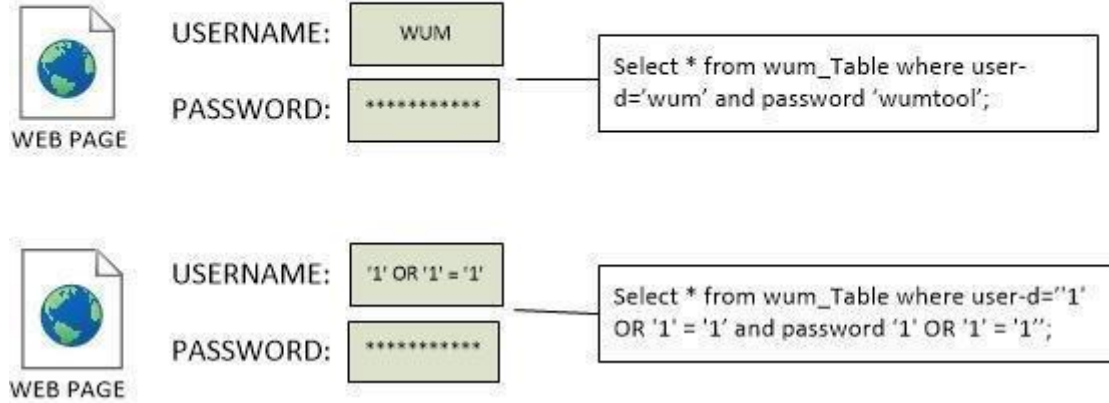 USERNAME:
WUM
PASSWORD:
***********
WEB PAGE
Select * from wum_Table where user-
d=’wum’ and password ‘wumtool’;
USERNAME:
'1' OR '1' = '1'
PASSWORD:
***********
WEB PAGE
Select * from wum_Table where user-d=’'1'
OR '1' = '1’ and password '1' OR '1' = '1’';